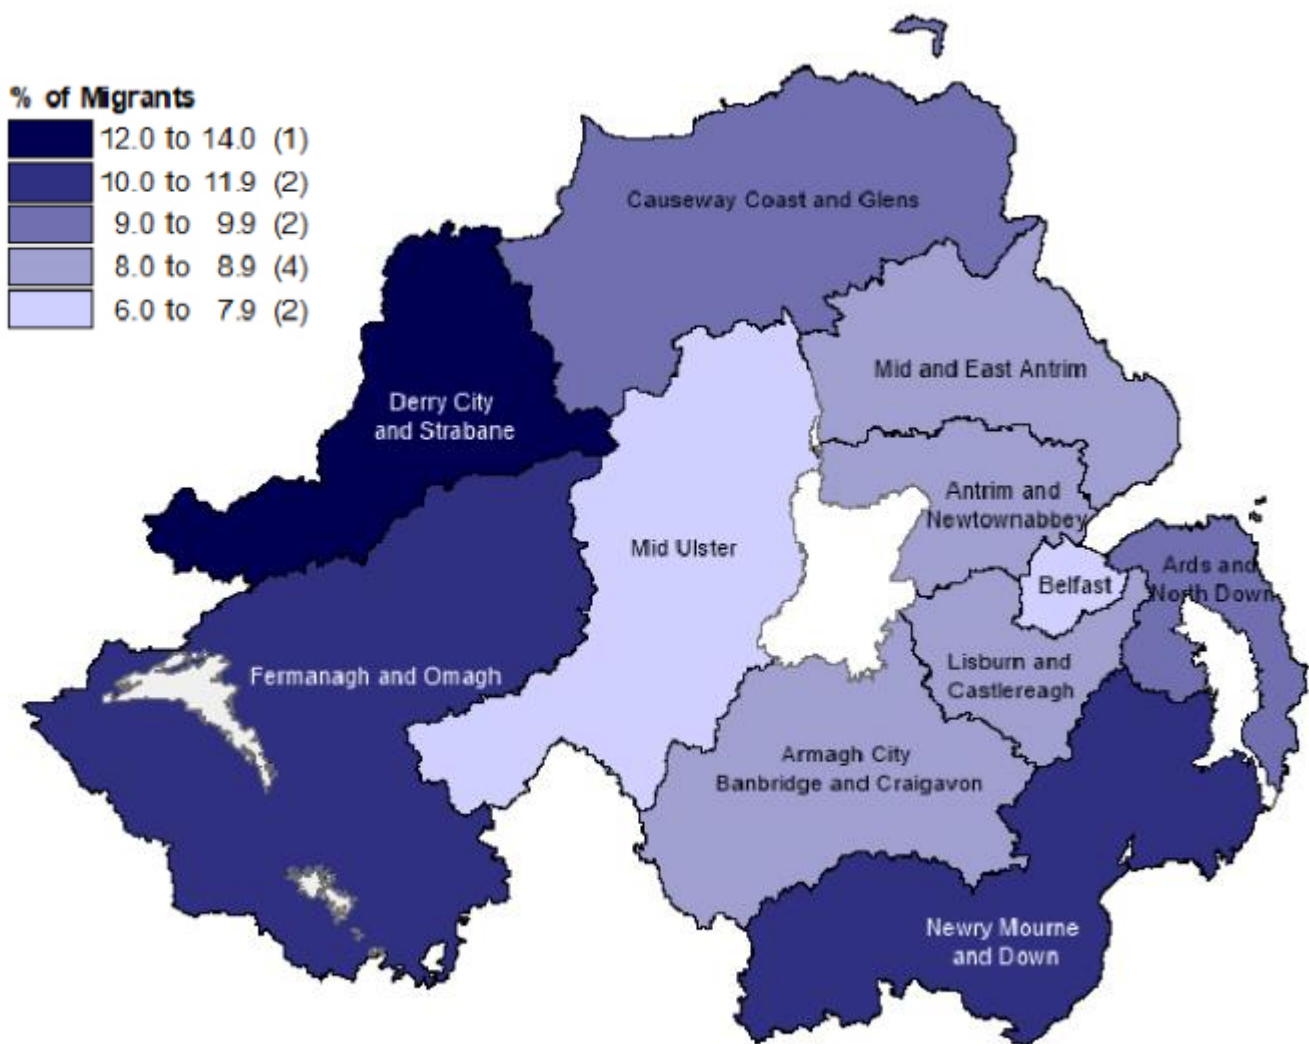 % of Migrants
12.0 to 14.0 (1)
10.0 to 11.9 (2)
9.0 to 9.9 (2)
8.0 to 8.9 (4)
6.0 to 7.9 (2)
Causeway Coast and Glens
Mid and East Antrim
Derry City
and Strabane
Antrim and
Newtownabbey
Mid Ulster
Belfast
Ards and
North Down
Fermanagh and Omagh
Lisburn and
Castlereagh
Armagh City
Banbridge and Craigavon
Newry Mourne
and Down